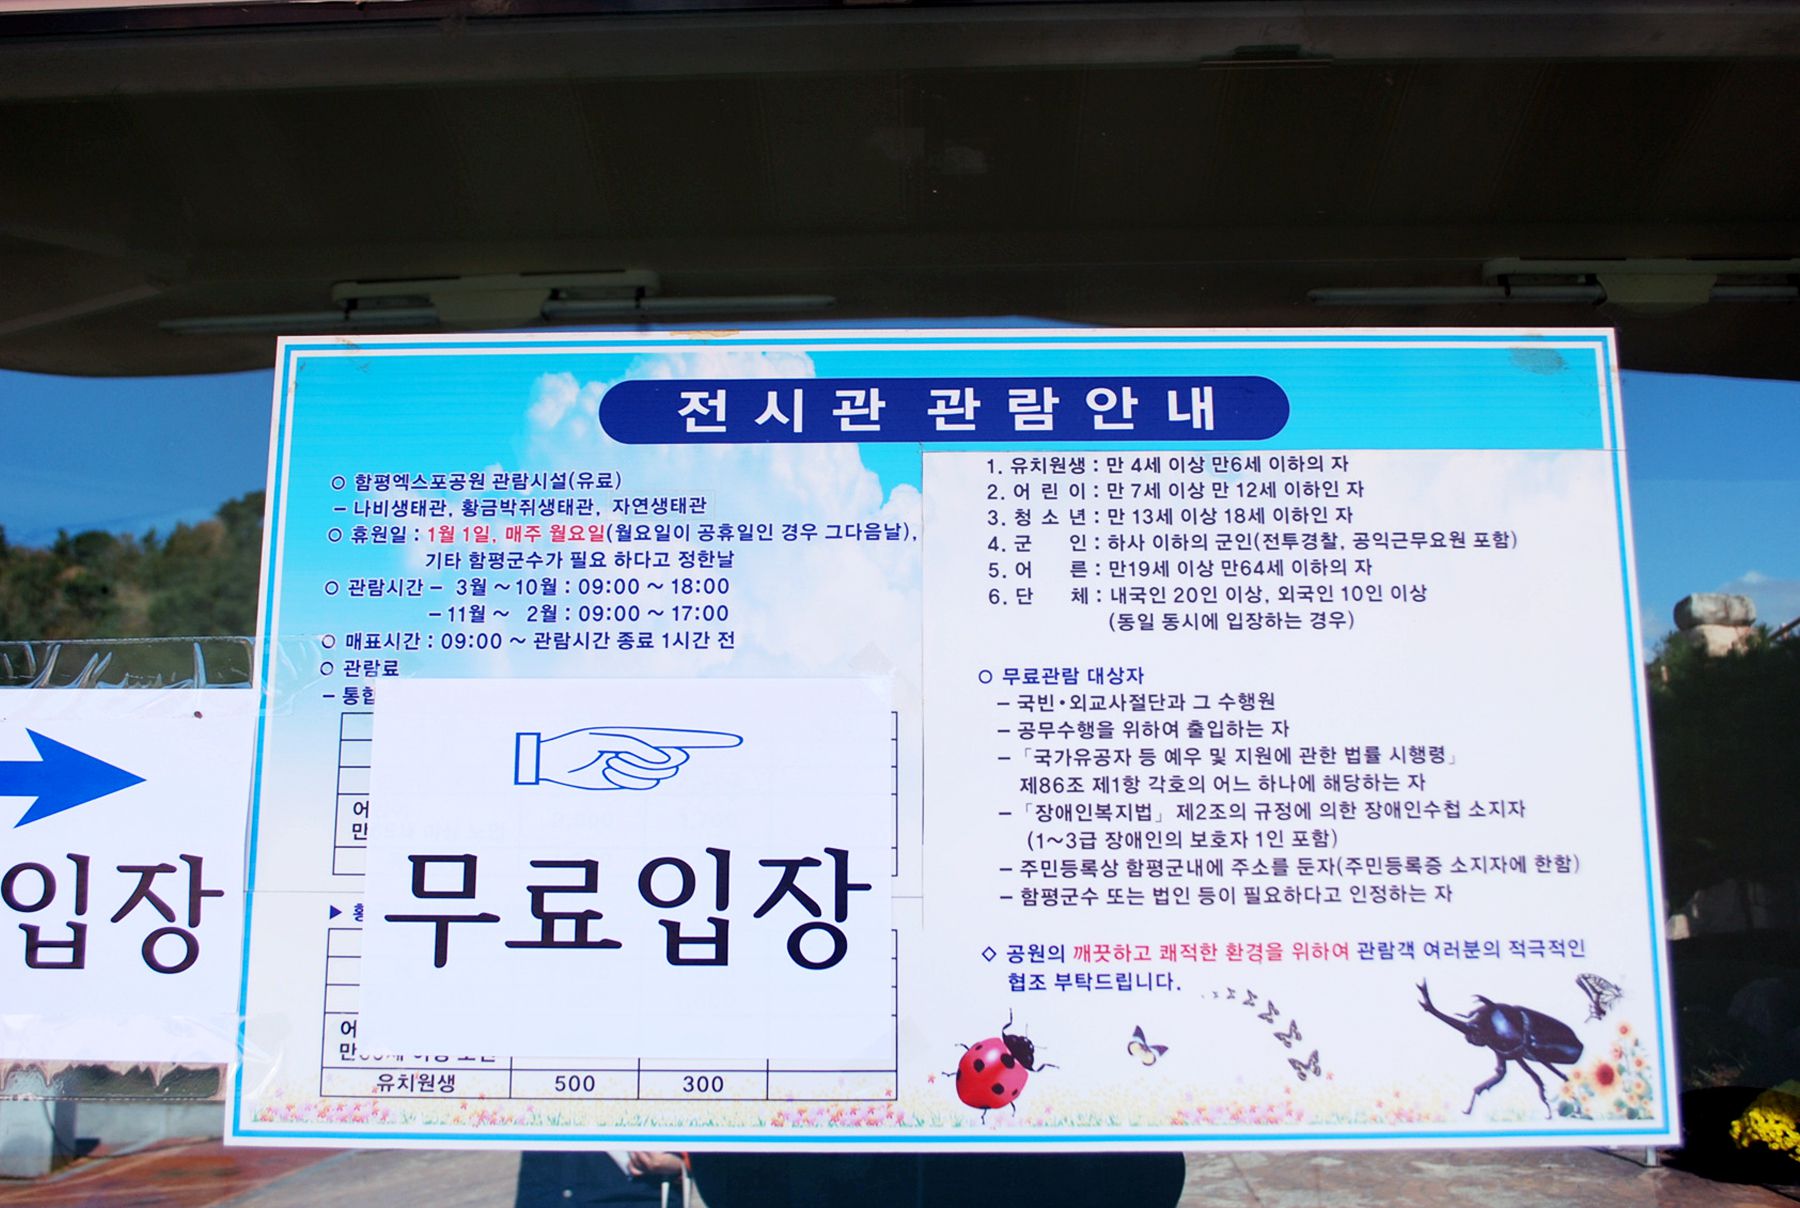 전시관 관람안내
○ 함평엑스포공원 관람시설(유료)
– 나비생태관, 황금박쥐생태관, 자연생태관
○ 휴원일 : 1월 1일, 매주 월요일(월요일이 공휴일인 경우 그다음날),
기타 함평군수가 필요 하다고 정한날
○ 관람시간 – 3월 ~ 10월 : 09:00 ~ 18:00
– 11월 ~ 2월 : 09:00 ~ 17:00
○ 매표시간 : 09:00 ~ 관람시간 종료 1시간 전
○ 관람료
– 통합
어
만
▶ 황
어
만
유치원생 500 300
무료입장
입장
1. 유치원생 : 만 4세 이상 만6세 이하의 자
2. 어 린 이 : 만 7세 이상 만 12세 이하인 자
3. 청 소 년 : 만 13세 이상 18세 이하인 자
4. 군 인 : 하사 이하의 군인(전투경찰, 공익근무요원 포함)
5. 어 른 : 만19세 이상 만64세 이하의 자
6. 단 체 : 내국인 20인 이상, 외국인 10인 이상
(동일 동시에 입장하는 경우)
○ 무료관람 대상자
– 국빈·외교사절단과 그 수행원
– 공무수행을 위하여 출입하는 자
–「국가유공자 등 예우 및 지원에 관한 법률 시행령」
제86조 제1항 각호의 어느 하나에 해당하는 자
–「장애인복지법」 제2조의 규정에 의한 장애인수첩 소지자
(1~3급 장애인의 보호자 1인 포함)
– 주민등록상 함평군내에 주소를 둔자(주민등록증 소지자에 한함)
– 함평군수 또는 법인 등이 필요하다고 인정하는 자
◇ 공원의 깨끗하고 쾌적한 환경을 위하여 관람객 여러분의 적극적인
협조 부탁드립니다.